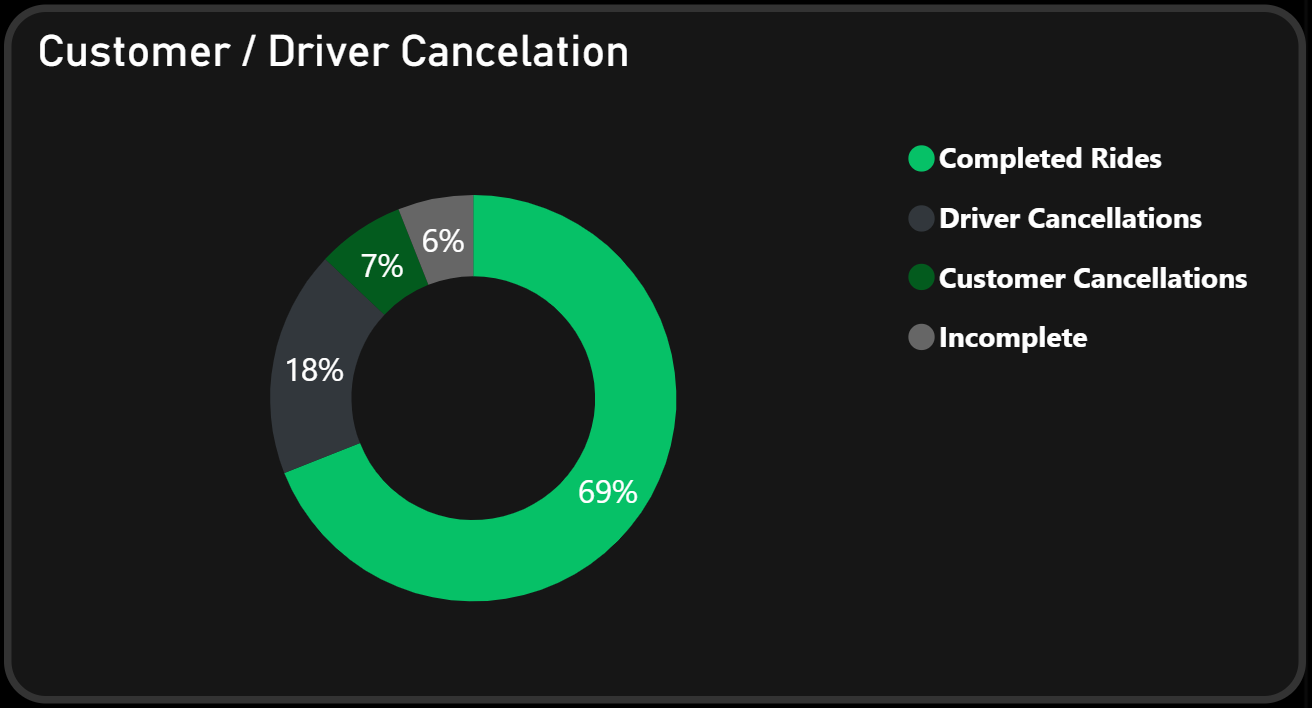 Customer / Driver Cancelation
Completed Rides
Driver Cancellations
Customer Cancellations
Incomplete
6%
7%
18%
69%